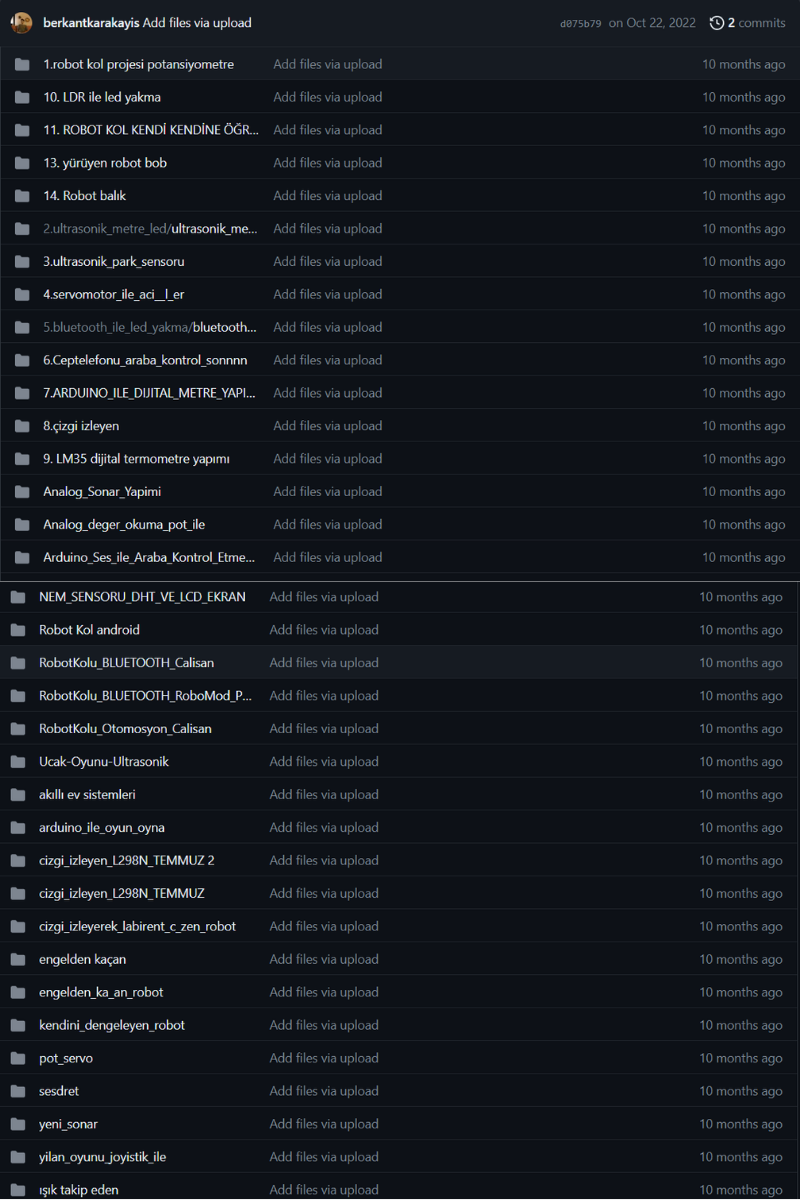 berkantkarakayis Add files via upload d075b79 on Oct 22, 2022 2 commits
1.robot kol projesi potansiyometre Add files via upload 10 months ago
10. LDR ile led yakma Add files via upload 10 months ago
11. ROBOT KOL KENDİ KENDİNE ÖĞR... Add files via upload 10 months ago
13. yürüyen robot bob Add files via upload 10 months ago
14. Robot balık Add files via upload 10 months ago
2.ultrasonik_metre_led/ultrasonik_me... Add files via upload 10 months ago
3.ultrasonik_park_sensoru Add files via upload 10 months ago
4.servomotor_ile_aci__l_er Add files via upload 10 months ago
5.bluetooth_ile_led_yakma/bluetooth... Add files via upload 10 months ago
6.Ceptelefonu_araba_kontrol_sonnnn Add files via upload 10 months ago
7.ARDUINO_ILE_DIJITAL_METRE_YAPI... Add files via upload 10 months ago
8.çizgi izleyen Add files via upload 10 months ago
9. LM35 dijital termometre yapımı Add files via upload 10 months ago
Analog_Sonar_Yapimi Add files via upload 10 months ago
Analog_deger_okuma_pot_ile Add files via upload 10 months ago
Arduino_Ses_ile_Araba_Kontrol_Etme... Add files via upload 10 months ago
NEM_SENSORU_DHT_VE_LCD_EKRAN Add files via upload 10 months ago
Robot Kol android Add files via upload 10 months ago
RobotKolu_BLUETOOTH_Calisan Add files via upload 10 months ago
RobotKolu_BLUETOOTH_RoboMod_P... Add files via upload 10 months ago
RobotKolu_Otomosyon_Calisan Add files via upload 10 months ago
Ucak-Oyunu-Ultrasonik Add files via upload 10 months ago
akıllı ev sistemleri Add files via upload 10 months ago
arduino_ile_oyun_oyna Add files via upload 10 months ago
cizgi_izleyen_L298N_TEMMUZ 2 Add files via upload 10 months ago
cizgi_izleyen_L298N_TEMMUZ Add files via upload 10 months ago
cizgi_izleyerek_labirent_c_zen_robot Add files via upload 10 months ago
engelden kaçan Add files via upload 10 months ago
engelden_ka_an_robot Add files via upload 10 months ago
kendini_dengeleyen_robot Add files via upload 10 months ago
pot_servo Add files via upload 10 months ago
sesdret Add files via upload 10 months ago
yeni_sonar Add files via upload 10 months ago
yilan_oyunu_joyistik_ile Add files via upload 10 months ago
ışık takip eden Add files via upload 10 months ago